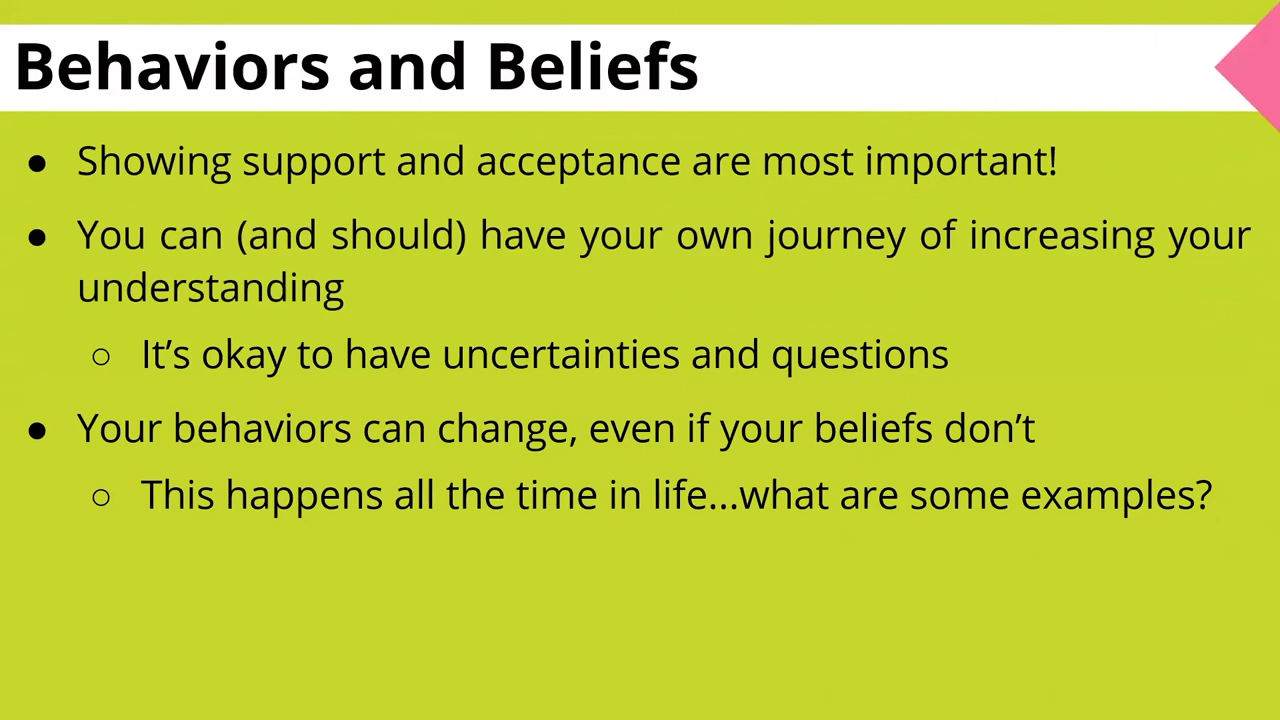 Behaviors and Beliefs
● Showing support and acceptance are most important!
● You can (and should) have your own journey of increasing your
understanding
○ It’s okay to have uncertainties and questions
● Your behaviors can change, even if your beliefs don’t
○ This happens all the time in life...what are some examples?